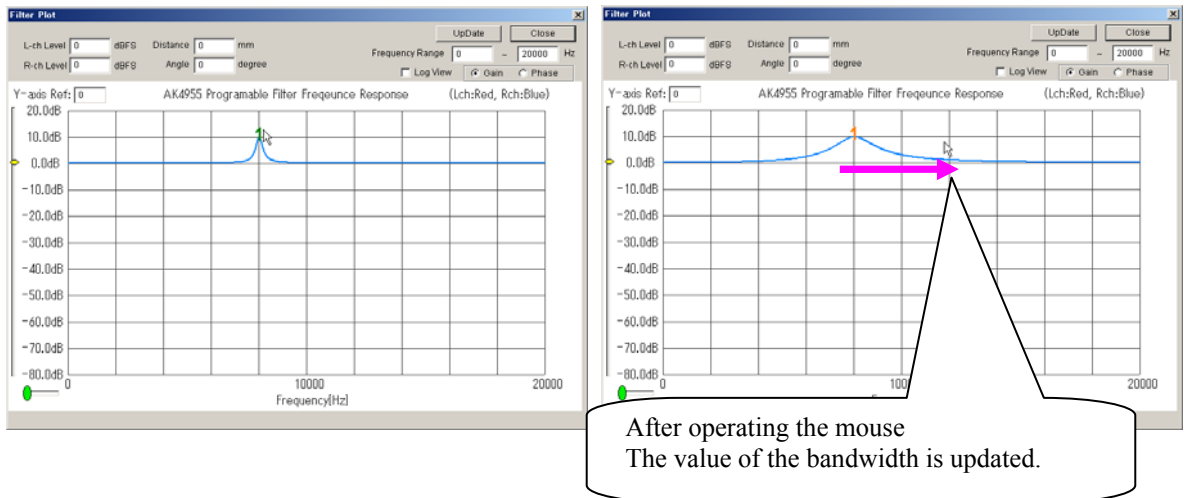 Filter Plot
UpDate Close
L-ch Level 0 dBFS Distance 0 mm
Frequency Range 0 - 20000 Hz
R-ch Level 0 dBFS Angle 0 degree
Log View Gain Phase
Y-axis Ref: 0 AK4955 Programable Filter Freqeunce Response (Lch:Red, Rch:Blue)
20.0dB
1
10.0dB
0.0dB
-10.0dB
-20.0dB
-30.0dB
-40.0dB
-50.0dB
-60.0dB
-70.0dB
-80.0dB
0 10000 20000
Frequency[Hz]
Filter Plot
UpDate Close
L-ch Level 0 dBFS Distance 0 mm
Frequency Range 0 - 20000 Hz
R-ch Level 0 dBFS Angle 0 degree
Log View Gain Phase
Y-axis Ref: 0 AK4955 Programable Filter Freqeunce Response (Lch:Red, Rch:Blue)
20.0dB
1
10.0dB
0.0dB
-10.0dB
-20.0dB
-30.0dB
-40.0dB
-50.0dB
-60.0dB
-70.0dB
-80.0dB
0 100 20000
After operating the mouse
The value of the bandwidth is updated.